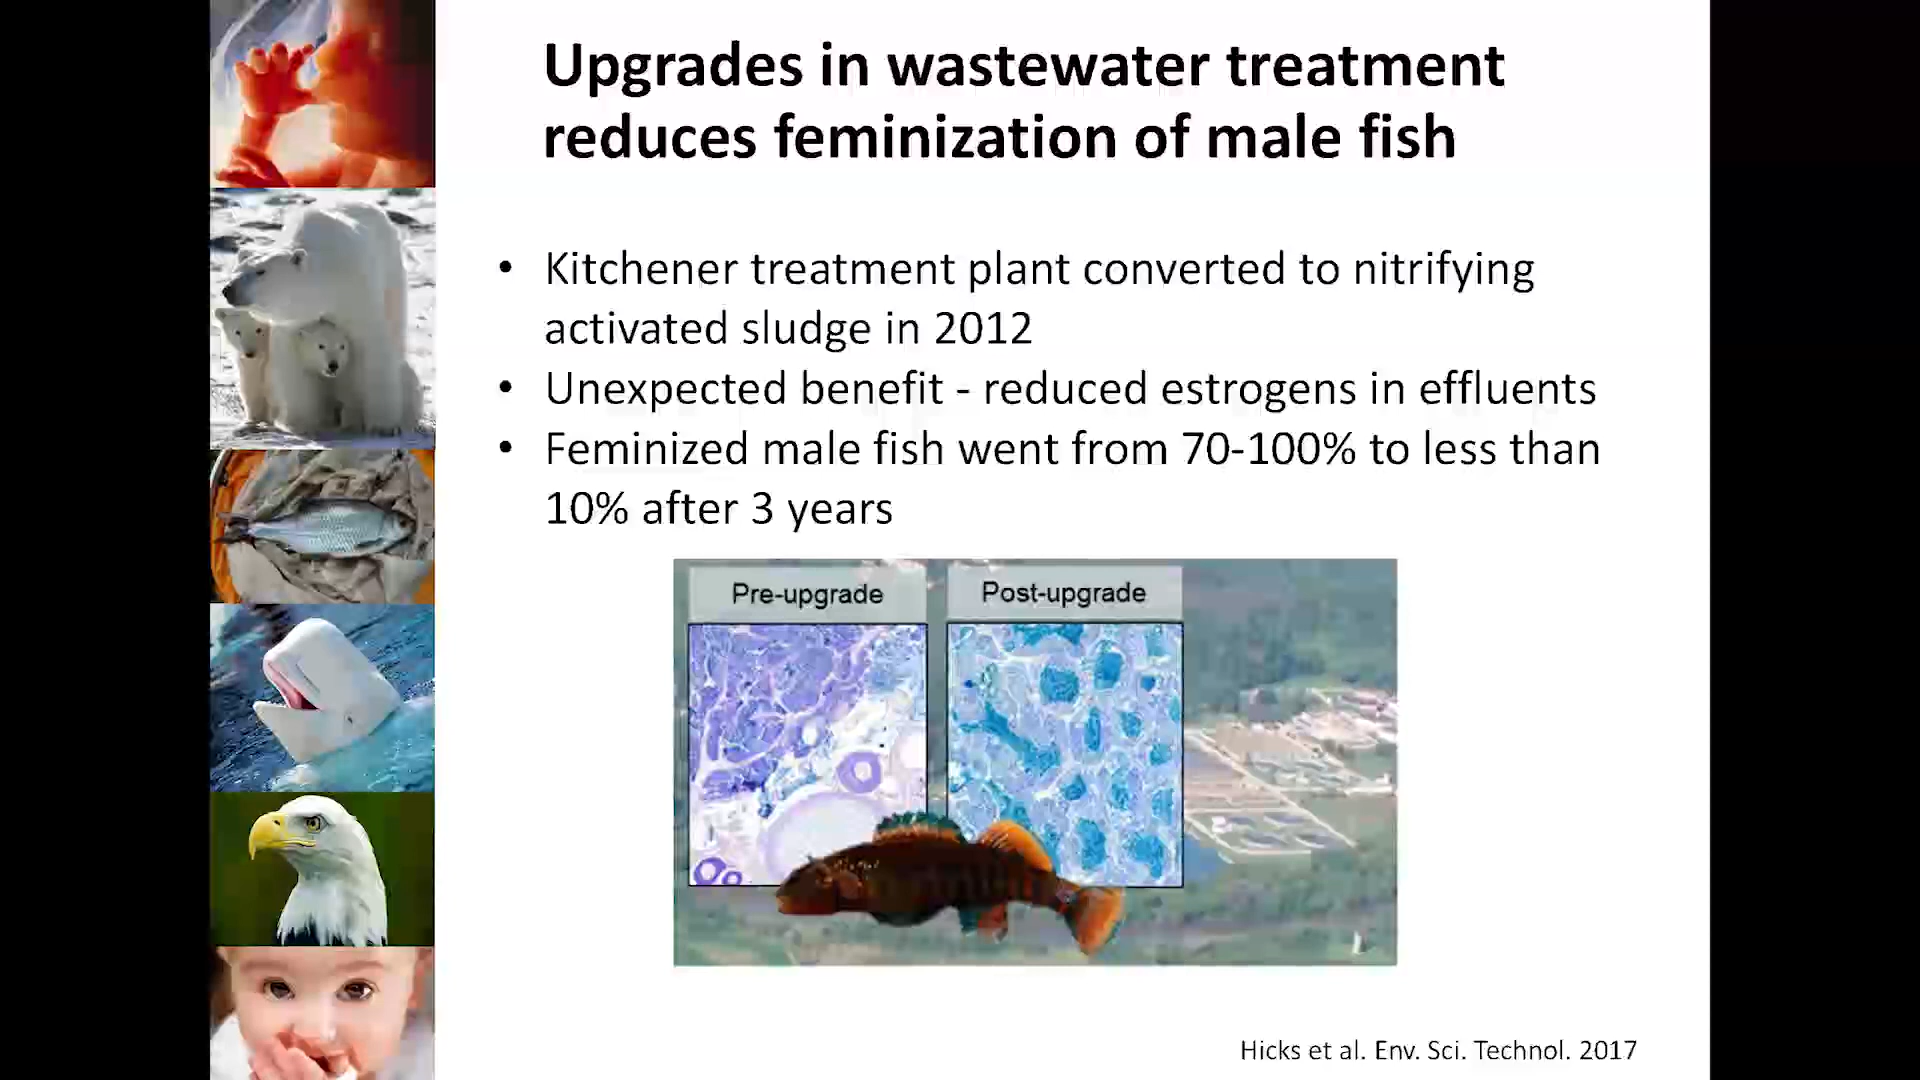 Upgrades in wastewater treatment
reduces feminization of male fish
• Kitchener treatment plant converted to nitrifying
activated sludge in 2012
• Unexpected benefit - reduced estrogens in effluents
• Feminized male fish went from 70-100% to less than
10% after 3 years
Pre-upgrade
Post-upgrade
Hicks et al. Env. Sci. Technol. 2017